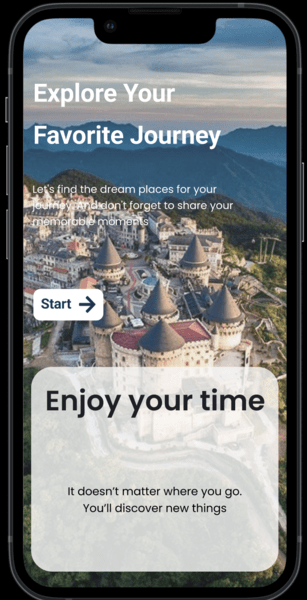 Explore Your
Favorite Journey
Let's find the dream places for your
journey. And don't forget to share your
memorable moments
Start
Enjoy your time
It doesn't matter where you go.
You'll discover new things